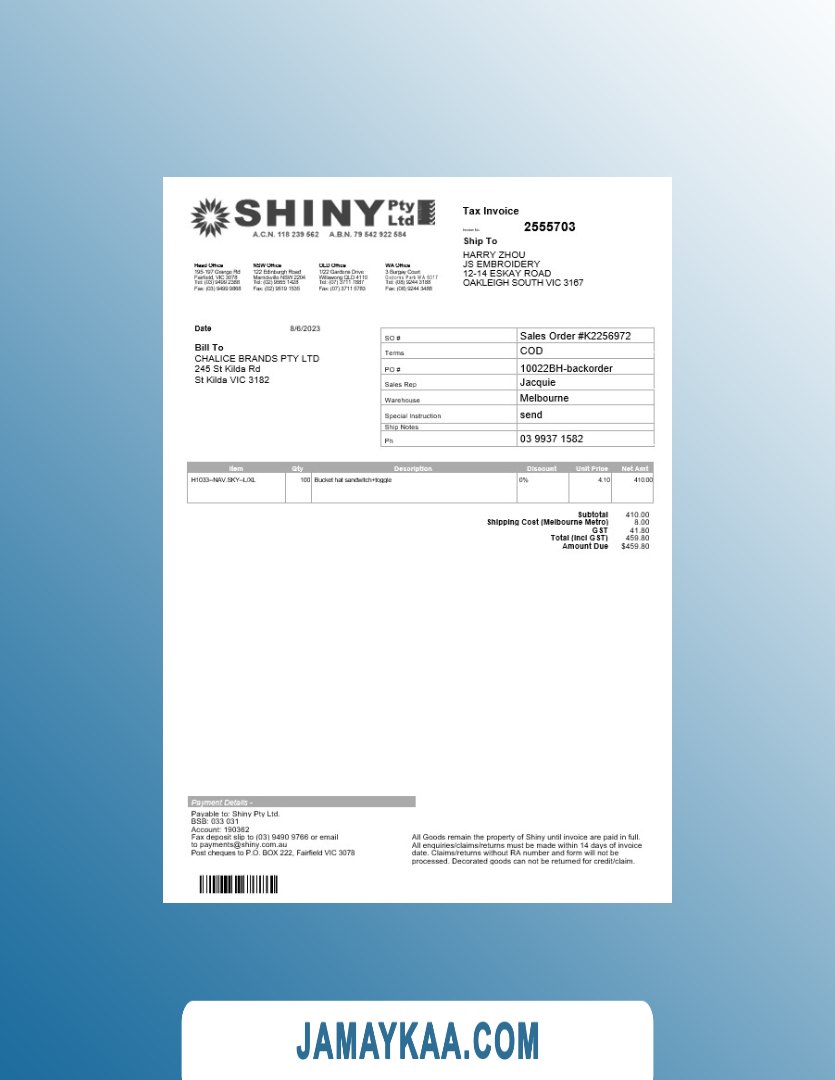 SHINY Pty Ltd
A.C.N. 118 239 562 A.B.N. 79 542 922 584
Tax Invoice
Invoice No. 2555703
Ship To
HARRY ZHOU
JS EMBROIDERY
12-14 ESKAY ROAD
OAKLEIGH SOUTH VIC 3167
Head Office
195-197 Grange Rd
Fairfield, VIC 3078
Tel: (03) 9499 2388
Fax: (03) 9499 9868
NSW Office
122 Edinburgh Road
Marrickville NSW 2204
Tel: (02) 9565 1428
Fax: (02) 9519 1535
QLD Office
1/22 Gardens Drive
Willawong QLD 4110
Tel: (07) 3711 7887
Fax: (07) 3711 5783
WA Office
3 Burgay Court
Osborne Park WA 6017
Tel: (08) 9244 3188
Fax: (08) 9244 3488
Date 8/6/2023
Bill To
CHALICE BRANDS PTY LTD
245 St Kilda Rd
St Kilda VIC 3182
SO # Sales Order #K2256972
Terms COD
PO # 10022BH-backorder
Sales Rep Jacquie
Warehouse Melbourne
Special Instruction send
Ship Notes
Ph 03 9937 1582
Item Qty Description Discount Unit Price Net Amt
H1033--NAV.SKY--L/XL 100 Bucket hat sandwitch+toggle 0% 4.10 410.00
Subtotal 410.00
Shipping Cost (Melbourne Metro) 8.00
GST 41.80
Total (Incl GST) 459.80
Amount Due $459.80
Payment Details -
Payable to: Shiny Pty Ltd.
BSB: 033 031
Account: 190362
Fax deposit slip to (03) 9490 9766 or email
to payments@shiny.com.au
Post cheques to P.O. BOX 222, Fairfield VIC 3078
All Goods remain the property of Shiny until invoice are paid in full.
All enquiries/claims/returns must be made within 14 days of invoice
date. Claims/returns without RA number and form will not be
processed. Decorated goods can not be returned for credit/claim.
JAMAYKAA.COM